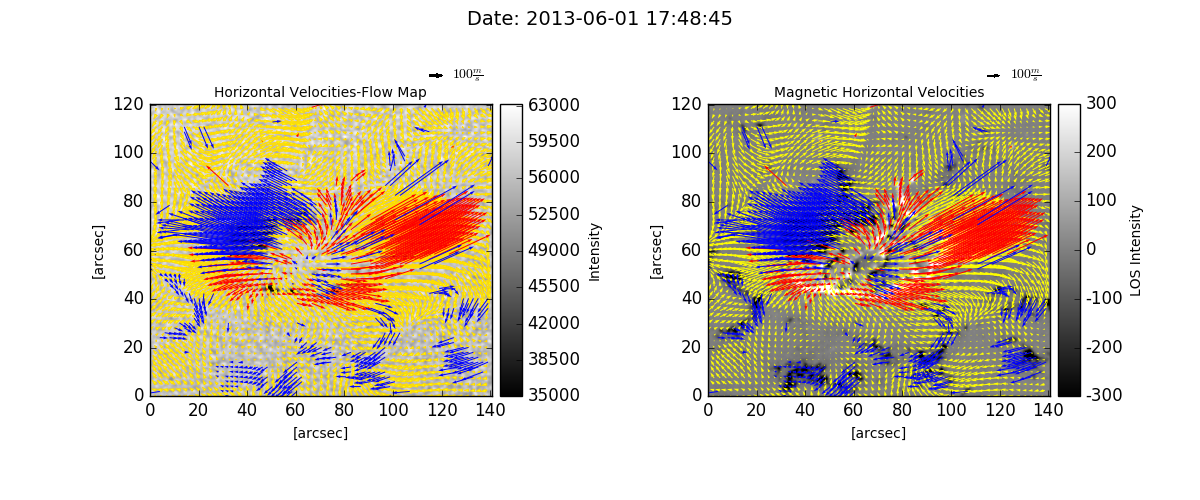 Date: 2013-06-01 17:48:45
100 m/s
Horizontal Velocities-Flow Map
120
100
80
60
40
20
0
[arcsec]
0 20 40 60 80 100 120 140
[arcsec]
63000
59500
56000
52500
49000
45500
42000
38500
35000
Intensity
100 m/s
Magnetic Horizontal Velocities
120
100
80
60
40
20
0
[arcsec]
0 20 40 60 80 100 120 140
[arcsec]
300
200
100
0
-100
-200
-300
LOS Intensity